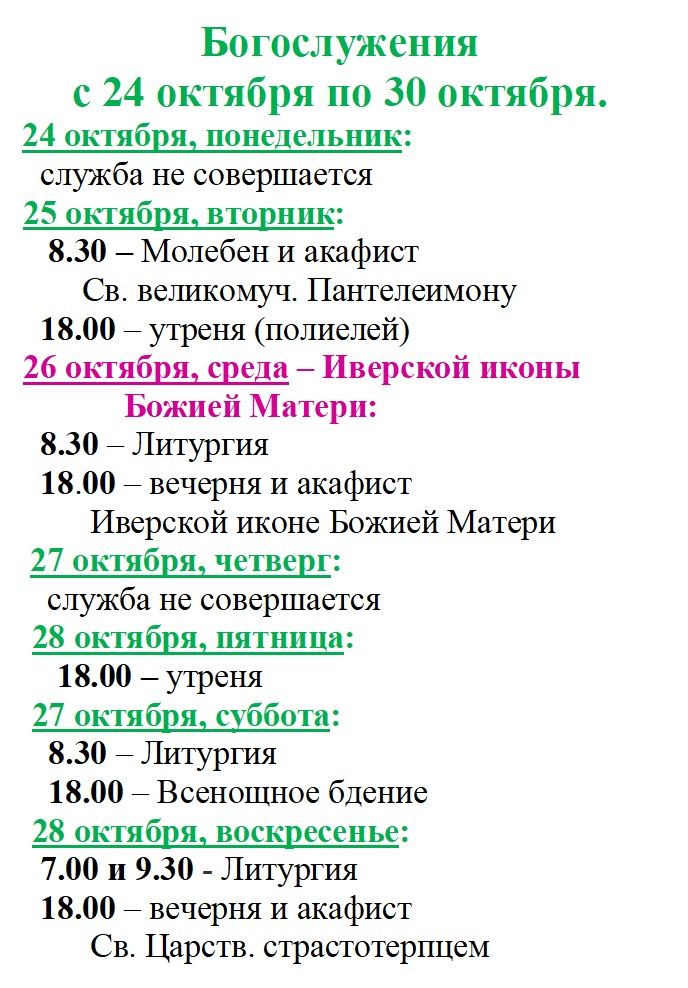 Богослужения
с 24 октября по 30 октября.
24 октября, понедельник:
служба не совершается
25 октября, вторник:
8.30 – Молебен и акафист
Св. великомуч. Пантелеимону
18.00 – утреня (полиелей)
26 октября, среда – Иверской иконы
Божией Матери:
8.30 – Литургия
18.00 – вечерня и акафист
Иверской иконе Божией Матери
27 октября, четверг:
служба не совершается
28 октября, пятница:
18.00 – утреня
27 октября, суббота:
8.30 – Литургия
18.00 – Всенощное бдение
28 октября, воскресенье:
7.00 и 9.30 - Литургия
18.00 – вечерня и акафист
Св. Царств. страстотерпцем